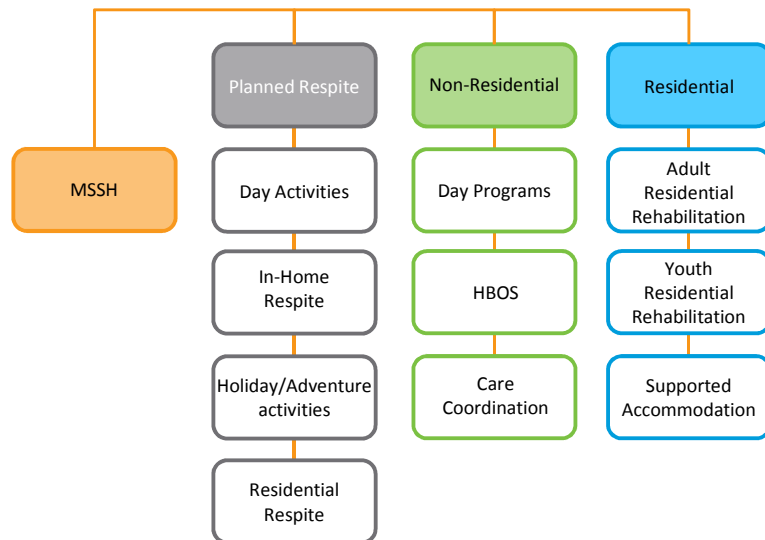 Planned Respite
Non-Residential
Residential
MSSH
Day Activities
Day Programs
Adult
Residential
Rehabilitation
In-Home
Respite
HBOS
Youth
Residential
Rehabilitation
Holiday/Adventure
activities
Care
Coordination
Supported
Accommodation
Residential
Respite